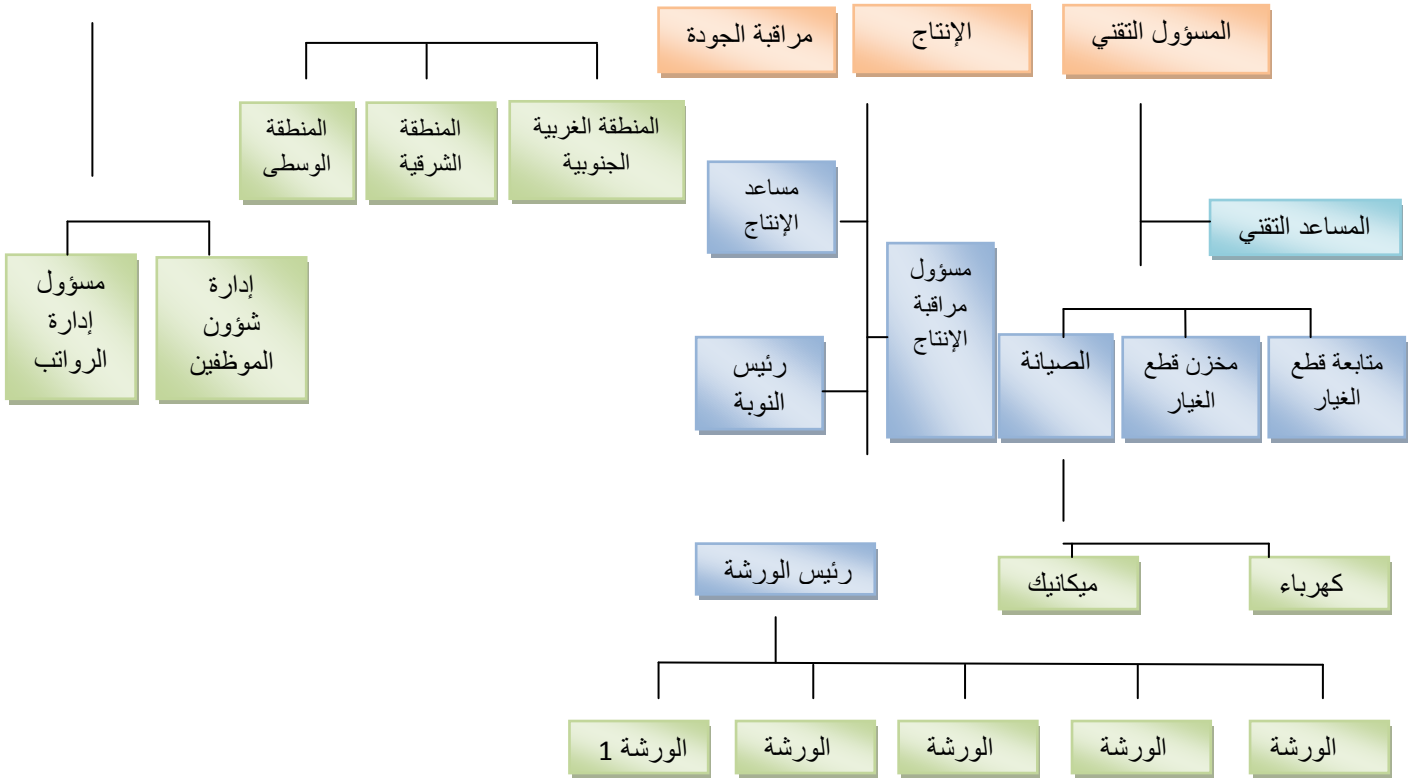 المسؤول التقني
الإنتاج
مراقبة الجودة
المنطقة الغربية
الجنوبية
المنطقة
الشرقية
المنطقة
الوسطى
مساعد
الإنتاج
المساعد التقني
مسؤول
مراقبة
الإنتاج
إدارة
شؤون
الموظفين
مسؤول
إدارة
الرواتب
متابعة قطع
الغيار
مخزن قطع
الغيار
الصيانة
رئيس
النوبة
رئيس الورشة
كهرباء
ميكانيك
الورشة
الورشة
الورشة
الورشة
الورشة 1